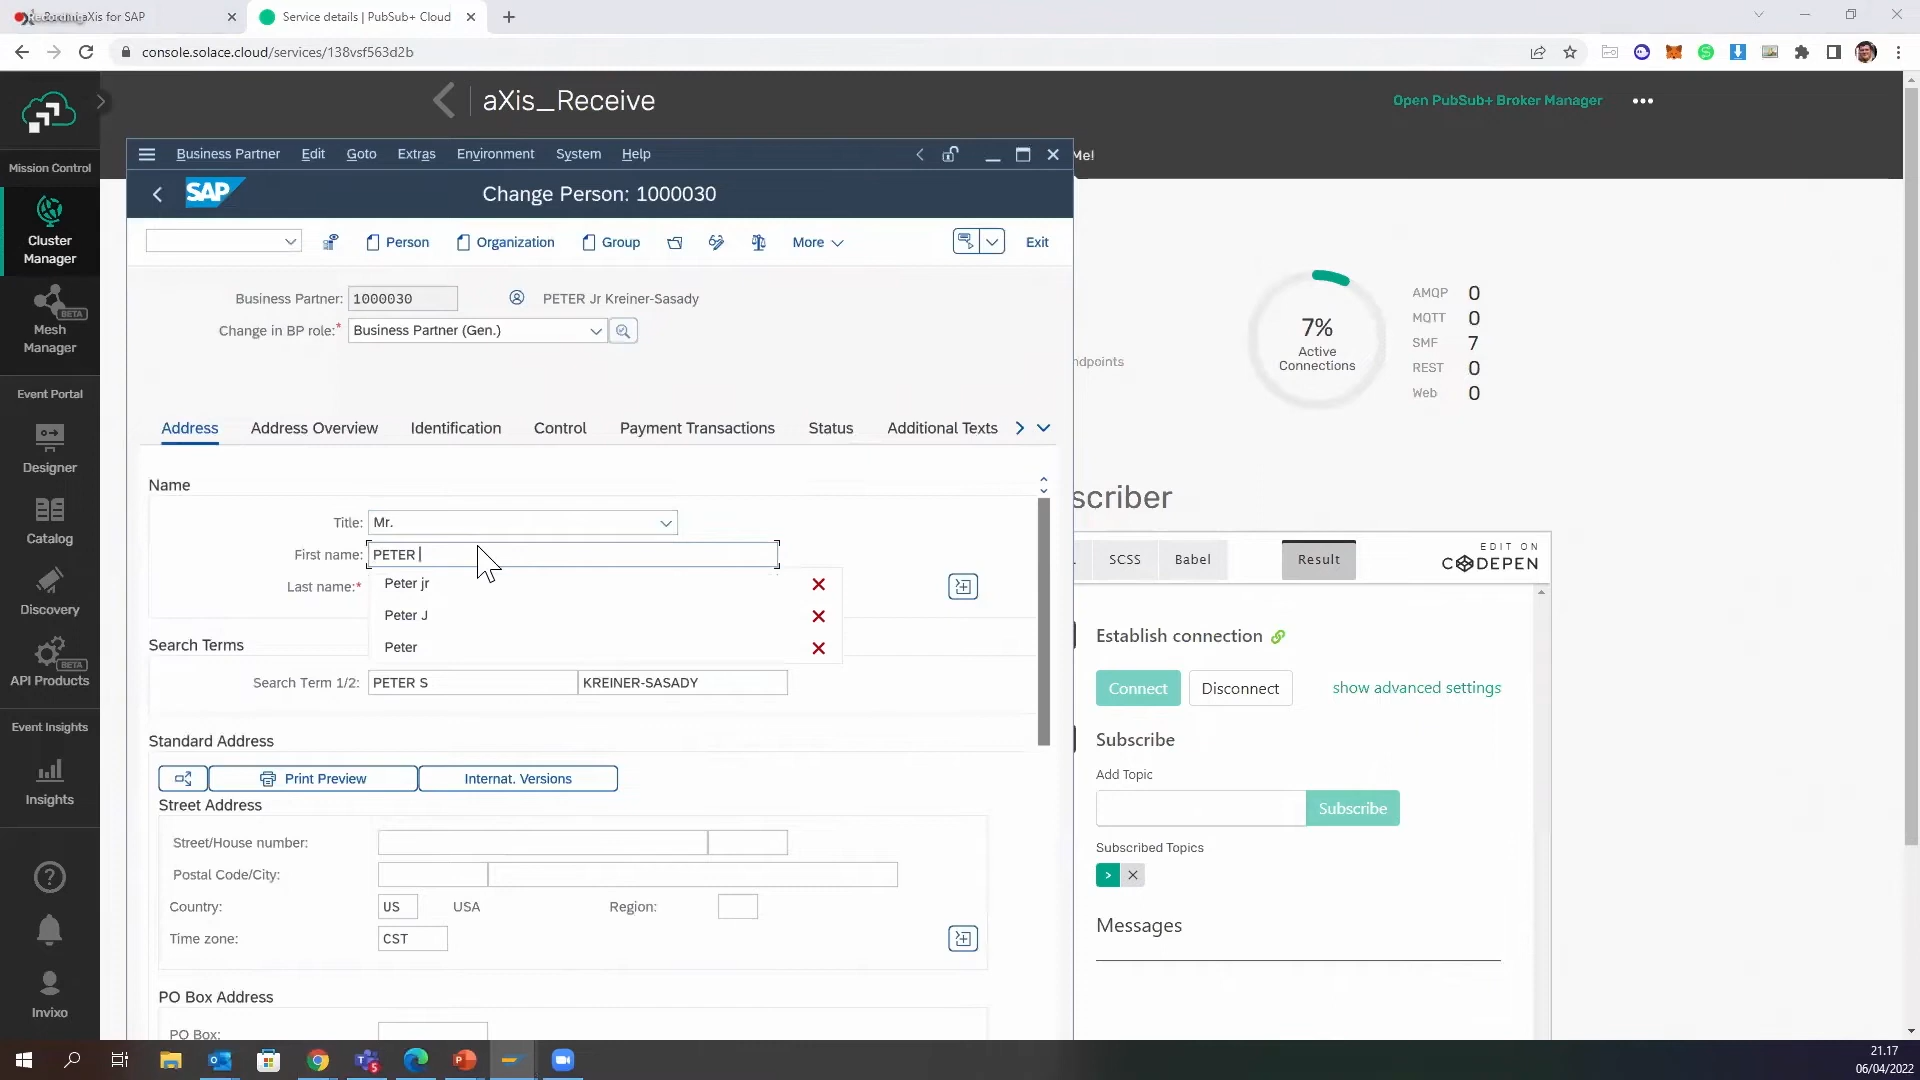 Recording aXis for SAP
Service details | PubSub+ Cloud
console.solace.cloud/services/138vsf563d2b
aXis_Receive
Open PubSub+ Broker Manager
Mission Control
Cluster
Manager
BETA
Mesh
Manager
Event Portal
Designer
Catalog
Discovery
BETA
API Products
Event Insights
Insights
Invixo
Business Partner Edit Goto Extras Environment System Help
Me!
SAP
Change Person: 1000030
Person Organization Group More Exit
Business Partner: 1000030 PETER Jr Kreiner-Sasady
Change in BP role:* Business Partner (Gen.)
Address Address Overview Identification Control Payment Transactions Status Additional Texts
Name
Title: Mr.
First name: PETER
Last name:*
Peter jr
Peter J
Peter
Search Terms
Search Term 1/2: PETER S KREINER-SASADY
Standard Address
Print Preview Internat. Versions
Street Address
Street/House number:
Postal Code/City:
Country: US USA Region:
Time zone: CST
PO Box Address
PO Box:
ndpoints
7%
Active
Connections
AMQP 0
MQTT 0
SMF 7
REST 0
Web 0
scriber
SCSS Babel Result
EDIT ON
CODEPEN
Establish connection
Connect Disconnect show advanced settings
Subscribe
Add Topic
Subscribe
Subscribed Topics
>
Messages
21.17
06/04/2022